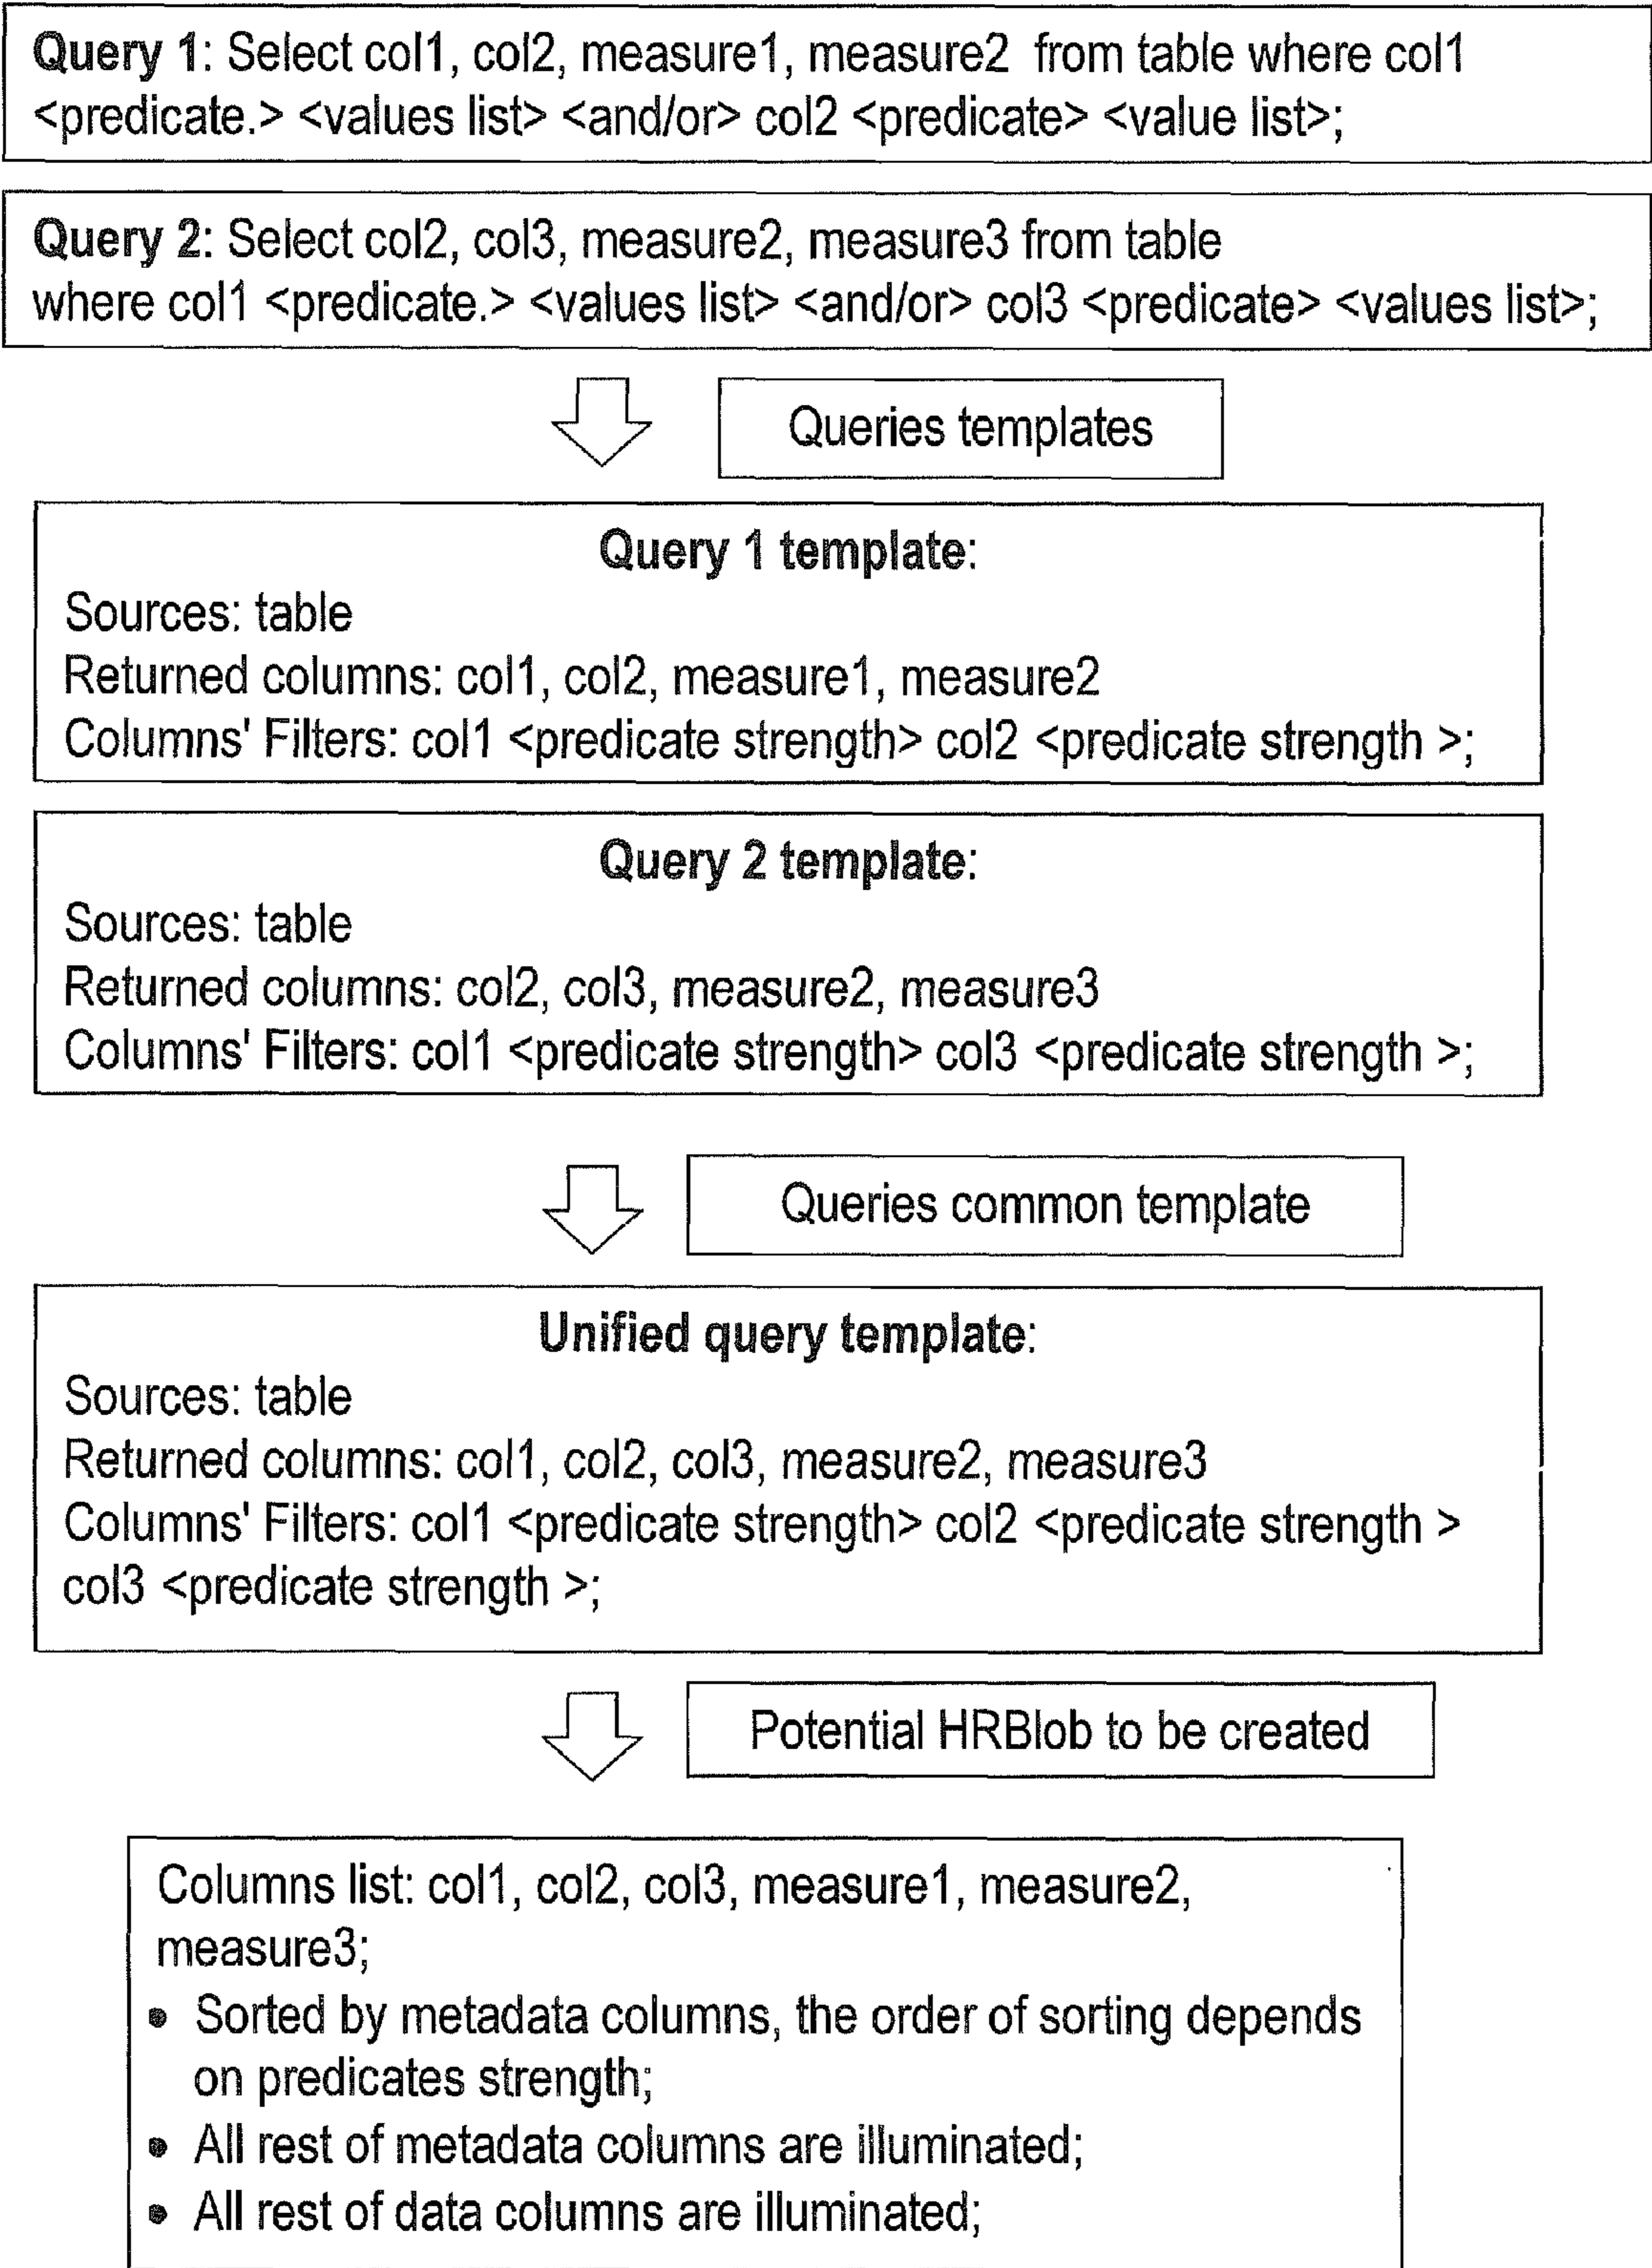 Query 1: Select col1, col2, measure1, measure2 from table where col1
<predicate.> <values list> <and/or> col2 <predicate> <value list>;
Query 2: Select col2, col3, measure2, measure3 from table
where col1 <predicate.> <values list> <and/or> col3 <predicate> <values list>;
Queries templates
Query 1 template:
Sources: table
Returned columns: col1, col2, measure1, measure2
Columns' Filters: col1 <predicate strength> col2 <predicate strength >;
Query 2 template:
Sources: table
Returned columns: col2, col3, measure2, measure3
Columns' Filters: col1 <predicate strength> col3 <predicate strength >;
Queries common template
Unified query template:
Sources: table
Returned columns: col1, col2, col3, measure2, measure3
Columns' Filters: col1 <predicate strength> col2 <predicate strength >
col3 <predicate strength >;
Potential HRBlob to be created
Columns list: col1, col2, col3, measure1, measure2,
measure3;
• Sorted by metadata columns, the order of sorting depends
on predicates strength;
• All rest of metadata columns are illuminated;
• All rest of data columns are illuminated;